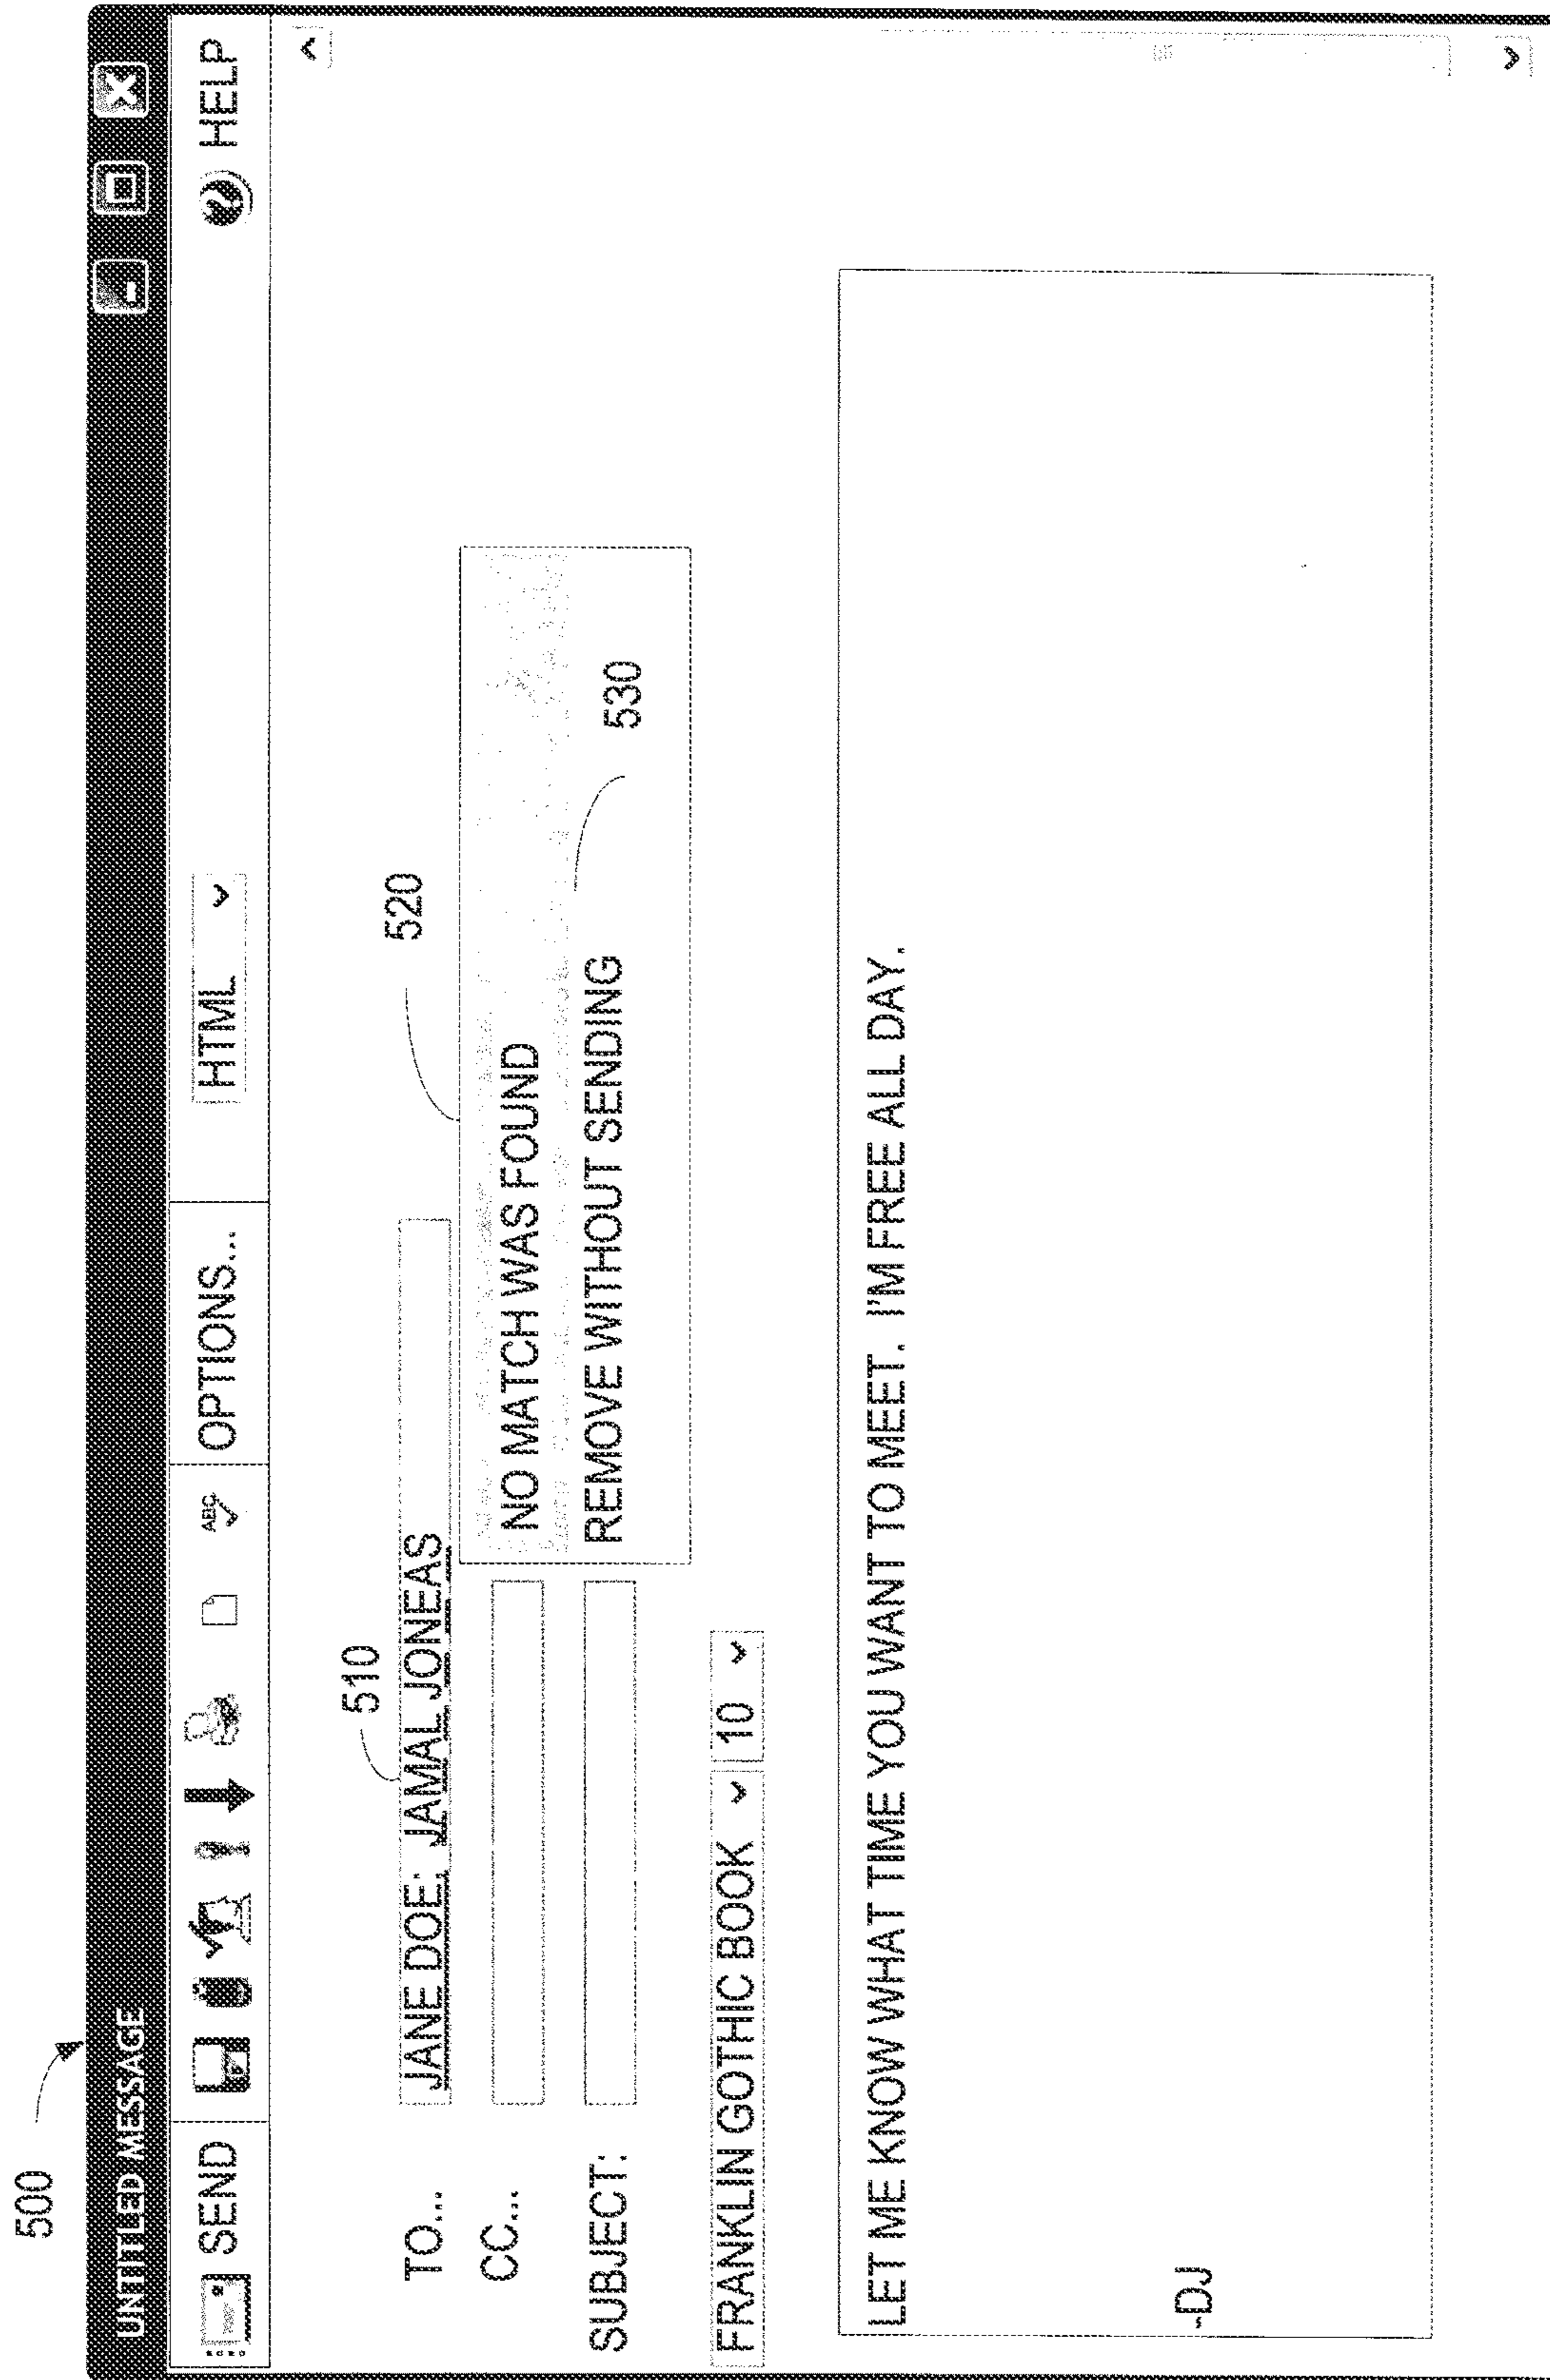 500
UNTITLED MESSAGE
SEND
ABC
OPTIONS...
HTML
HELP
510
520
TO...
JANE DOE; JAMAL JONEAS
CC...
NO MATCH WAS FOUND
SUBJECT:
REMOVE WITHOUT SENDING
530
FRANKLIN GOTHIC BOOK
10
LET ME KNOW WHAT TIME YOU WANT TO MEET. I'M FREE ALL DAY.
-DJ